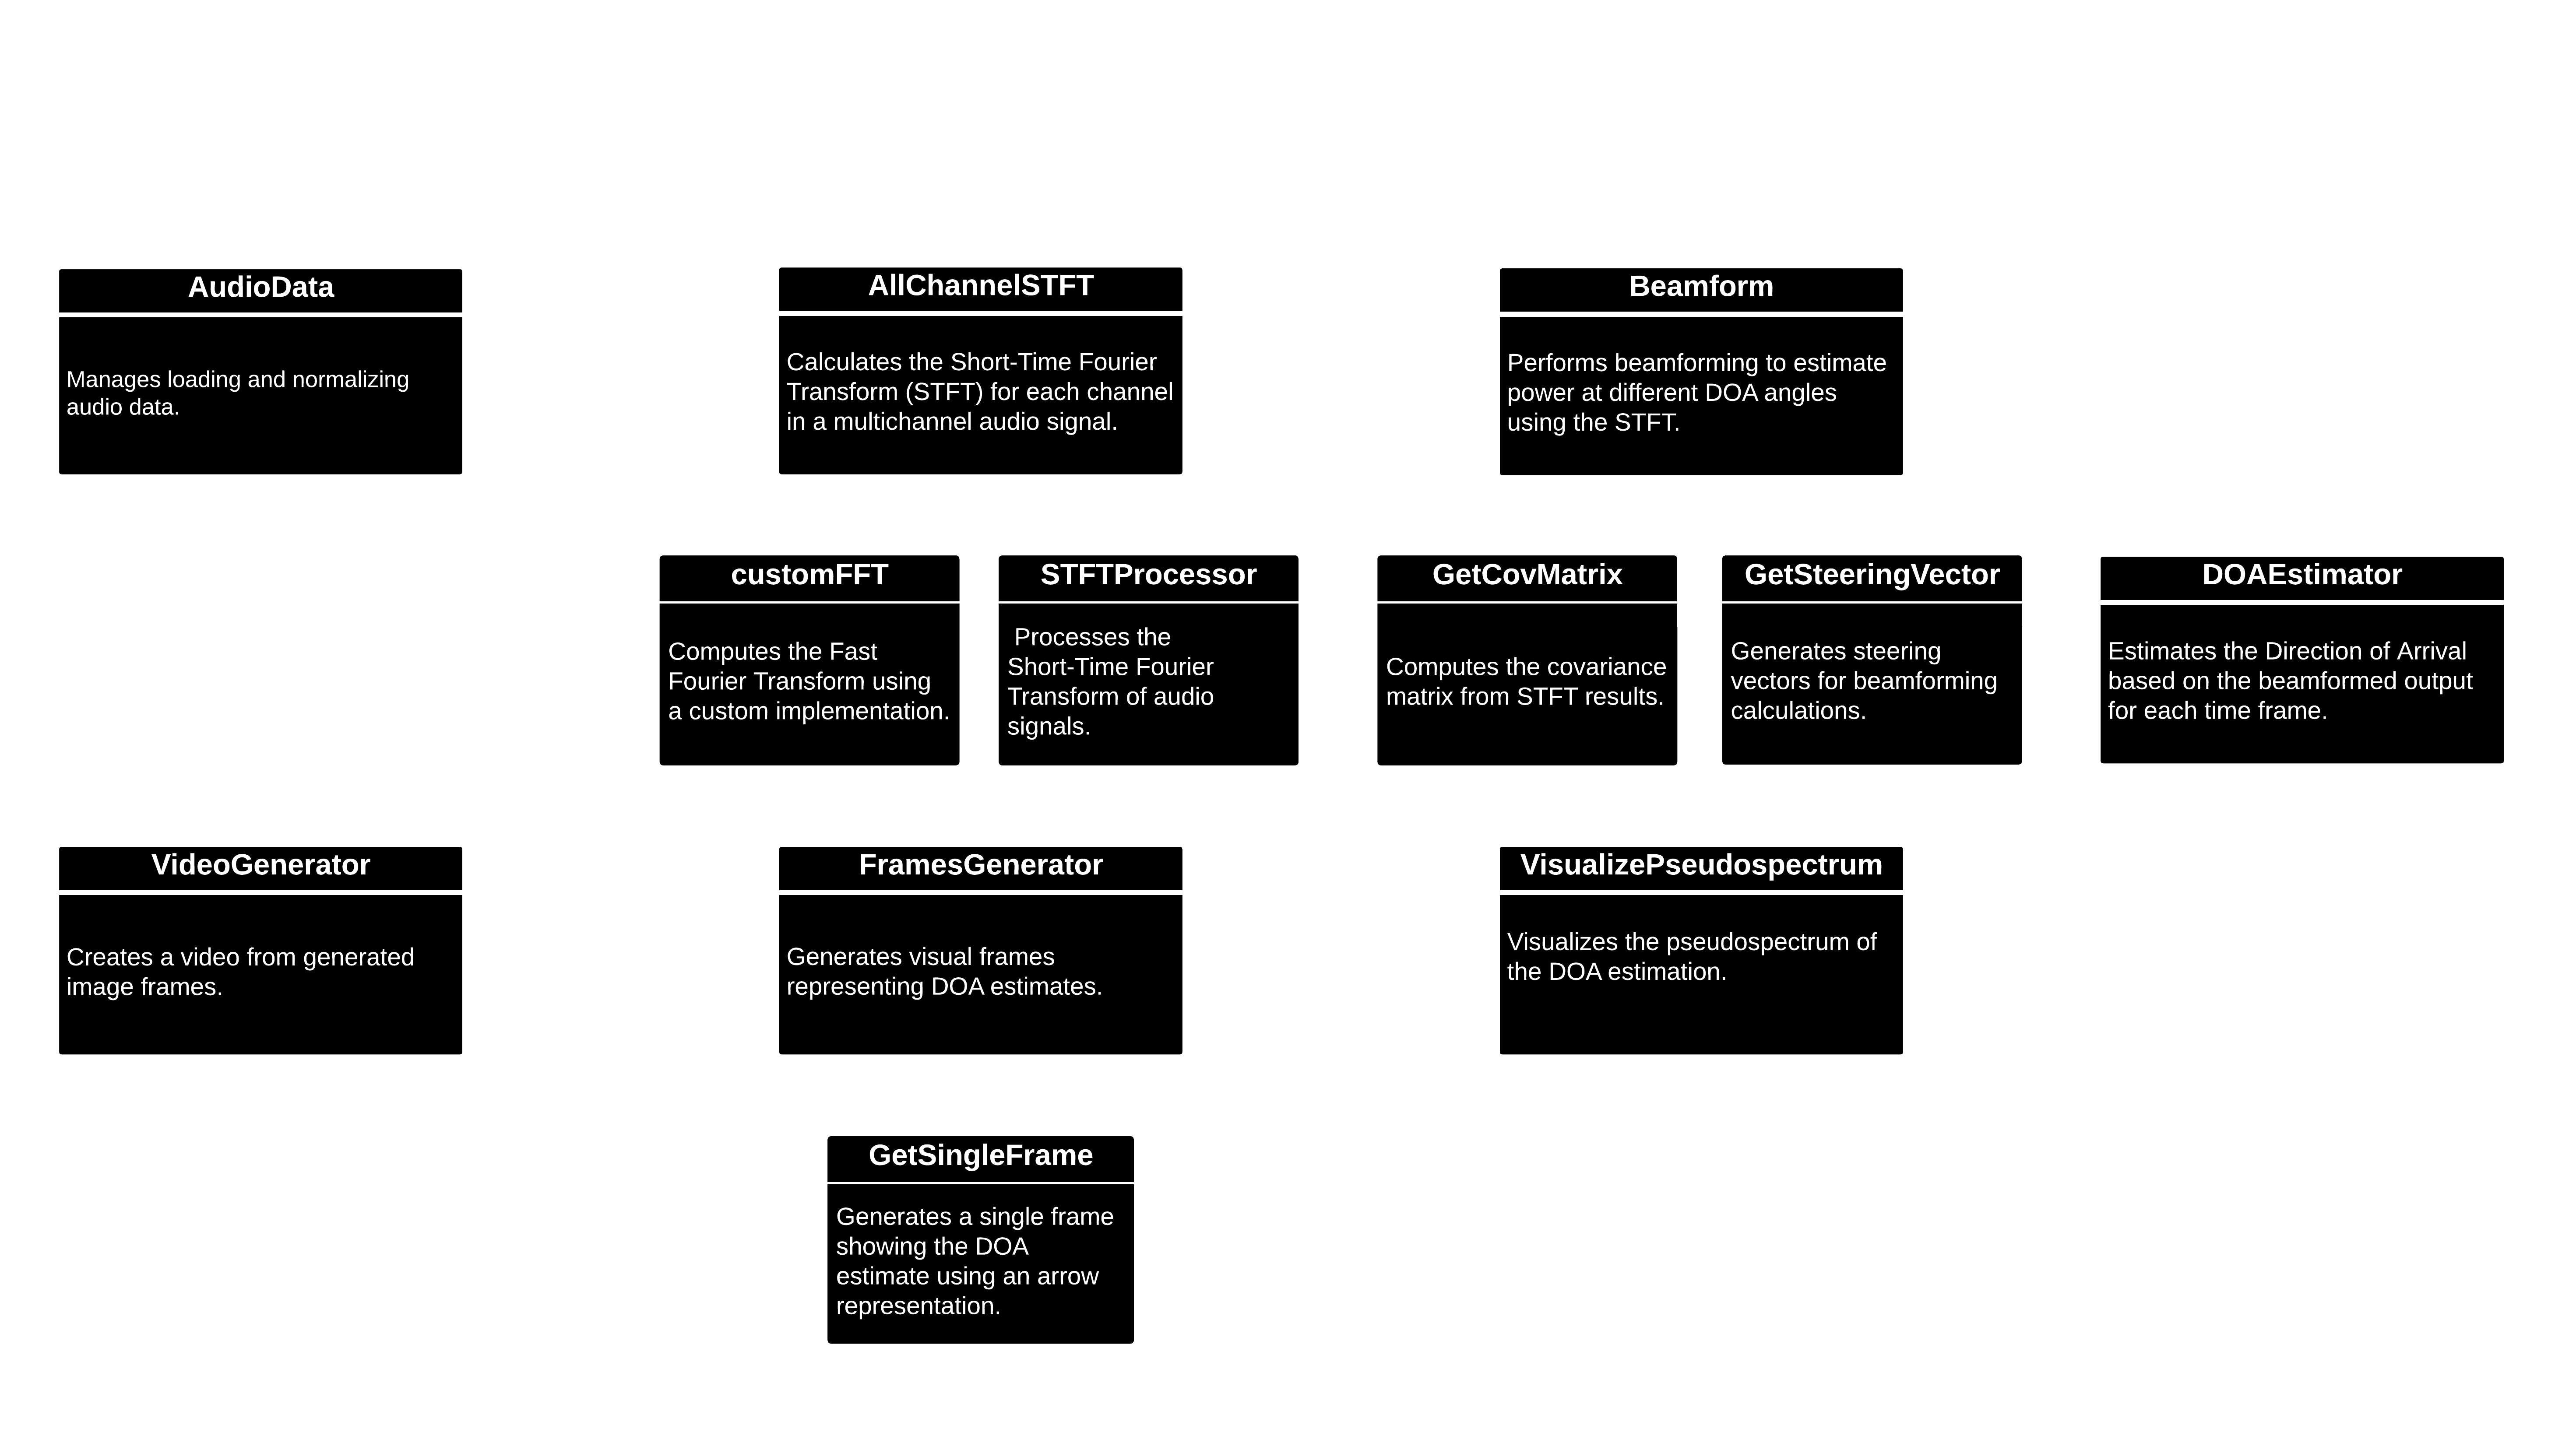 AudioData
Manages loading and normalizing
audio data.
AllChannelSTFT
Calculates the Short-Time Fourier
Transform (STFT) for each channel
in a multichannel audio signal.
Beamform
Performs beamforming to estimate
power at different DOA angles
using the STFT.
customFFT
Computes the Fast
Fourier Transform using
a custom implementation.
STFTProcessor
Processes the
Short-Time Fourier
Transform of audio
signals.
GetCovMatrix
Computes the covariance
matrix from STFT results.
GetSteeringVector
Generates steering
vectors for beamforming
calculations.
DOAEstimator
Estimates the Direction of Arrival
based on the beamformed output
for each time frame.
VideoGenerator
Creates a video from generated
image frames.
FramesGenerator
Generates visual frames
representing DOA estimates.
VisualizePseudospectrum
Visualizes the pseudospectrum of
the DOA estimation.
GetSingleFrame
Generates a single frame
showing the DOA
estimate using an arrow
representation.